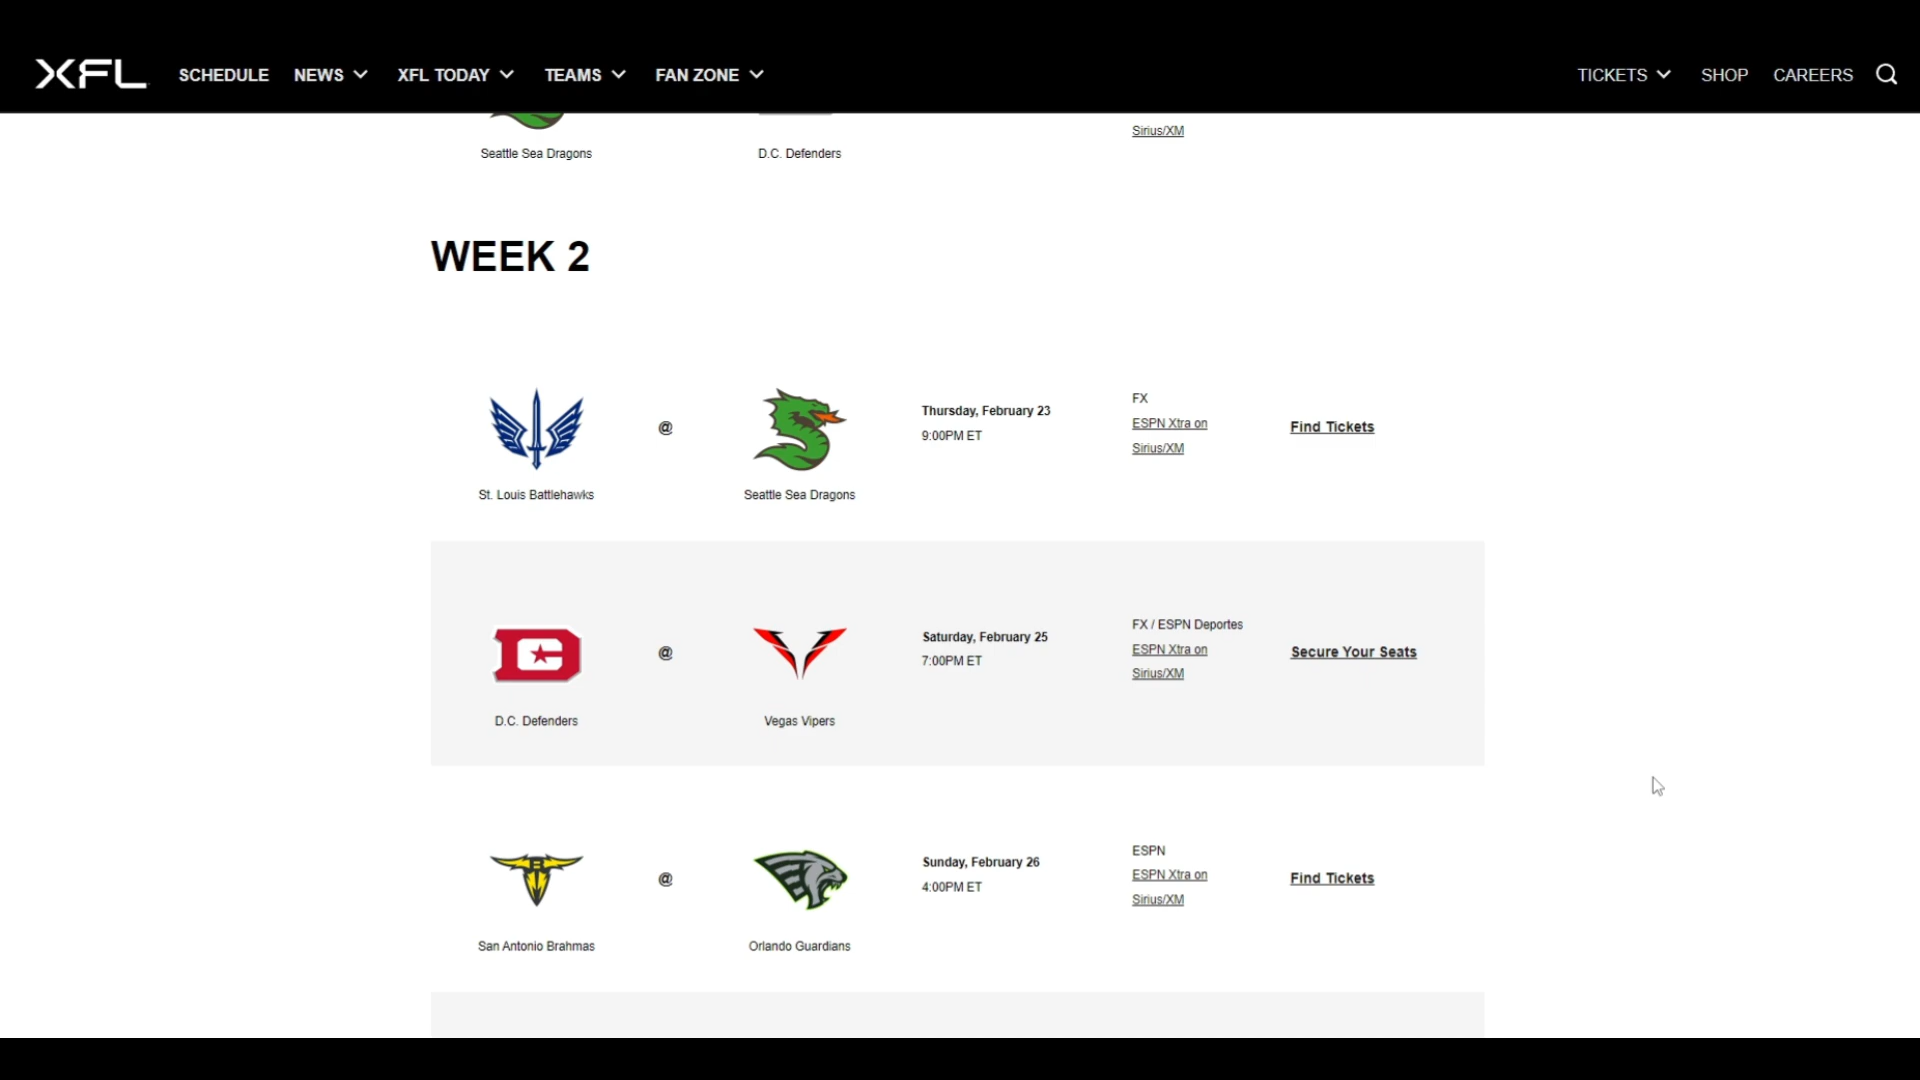 XFL SCHEDULE NEWS XFL TODAY TEAMS FAN ZONE TICKETS SHOP CAREERS
Sirius/XM
Seattle Sea Dragons D.C. Defenders
WEEK 2
FX
Thursday, February 23
ESPN Xtra on
@ Find Tickets
9:00PM ET
Sirius/XM
St. Louis Battlehawks Seattle Sea Dragons
FX / ESPN Deportes
Saturday, February 25
ESPN Xtra on
@ Secure Your Seats
7:00PM ET
Sirius/XM
D.C. Defenders Vegas Vipers
ESPN
Sunday, February 26
ESPN Xtra on
@ Find Tickets
4:00PM ET
Sirius/XM
San Antonio Brahmas Orlando Guardians